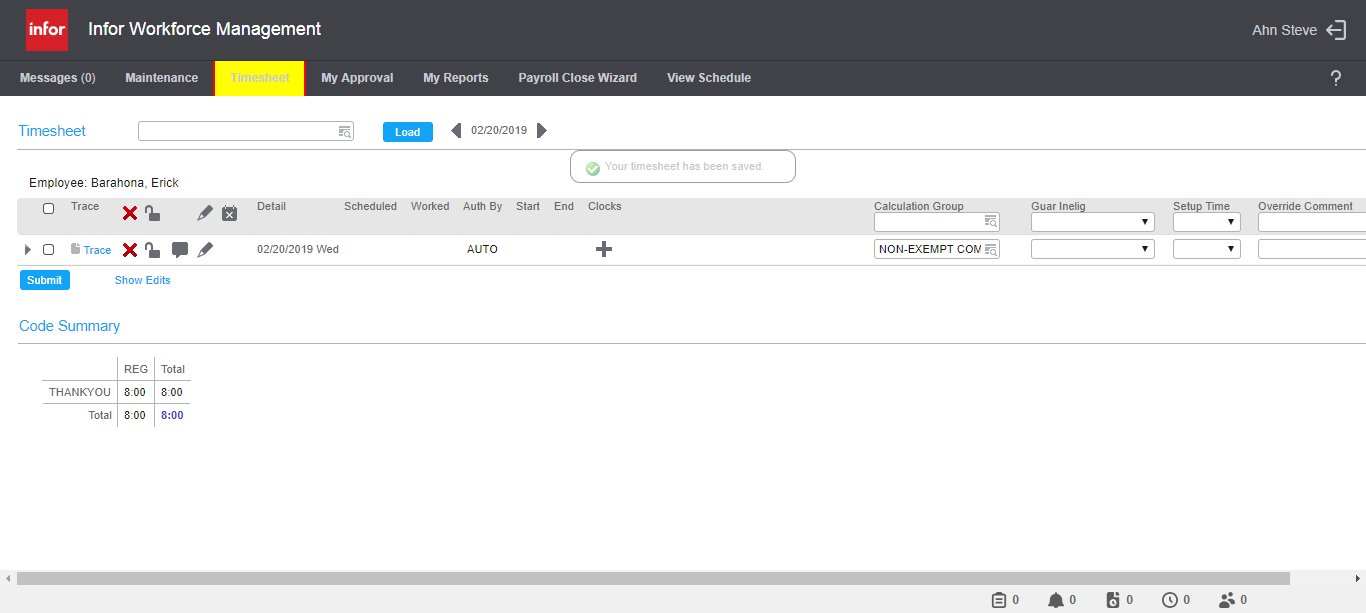 infor Infor Workforce Management Ahn Steve
Messages (0) Maintenance Timesheet My Approval My Reports Payroll Close Wizard View Schedule ?
Timesheet Load 02/20/2019
Your timesheet has been saved.
Employee: Barahona, Erick
Trace Detail Scheduled Worked Auth By Start End Clocks Calculation Group Guar Inelig Setup Time Override Comment
Trace 02/20/2019 Wed AUTO NON-EXEMPT COM
Submit Show Edits
Code Summary
REG Total
THANKYOU 8:00 8:00
Total 8:00 8:00
0 0 0 0 0